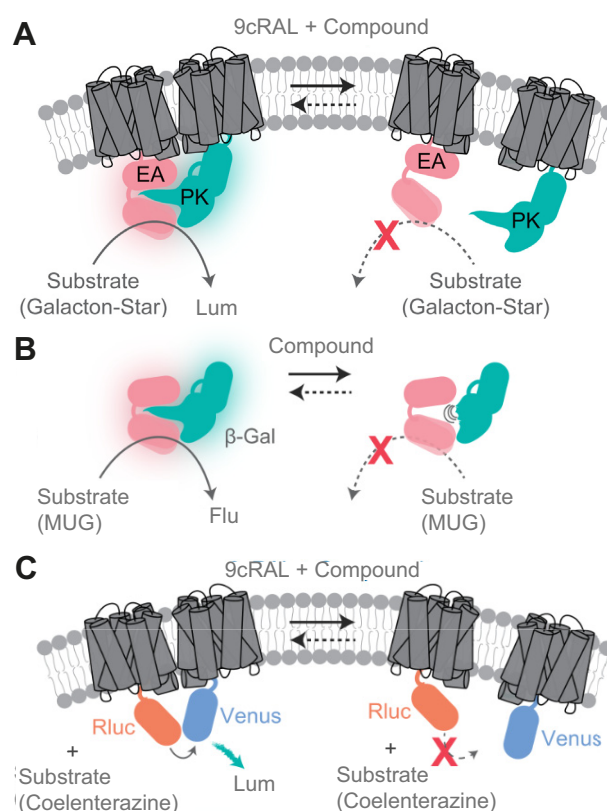 A
9cRAL + Compound
EA
PK
EA
PK
X
Substrate
(Galacton-Star)
Lum
Substrate
(Galacton-Star)
B
Compound
β-Gal
X
Substrate
(MUG)
Flu
Substrate
(MUG)
C
9cRAL + Compound
Rluc
Venus
Rluc
Venus
+
Substrate
(Coelenterazine)
Lum
+
X
Substrate
(Coelenterazine)